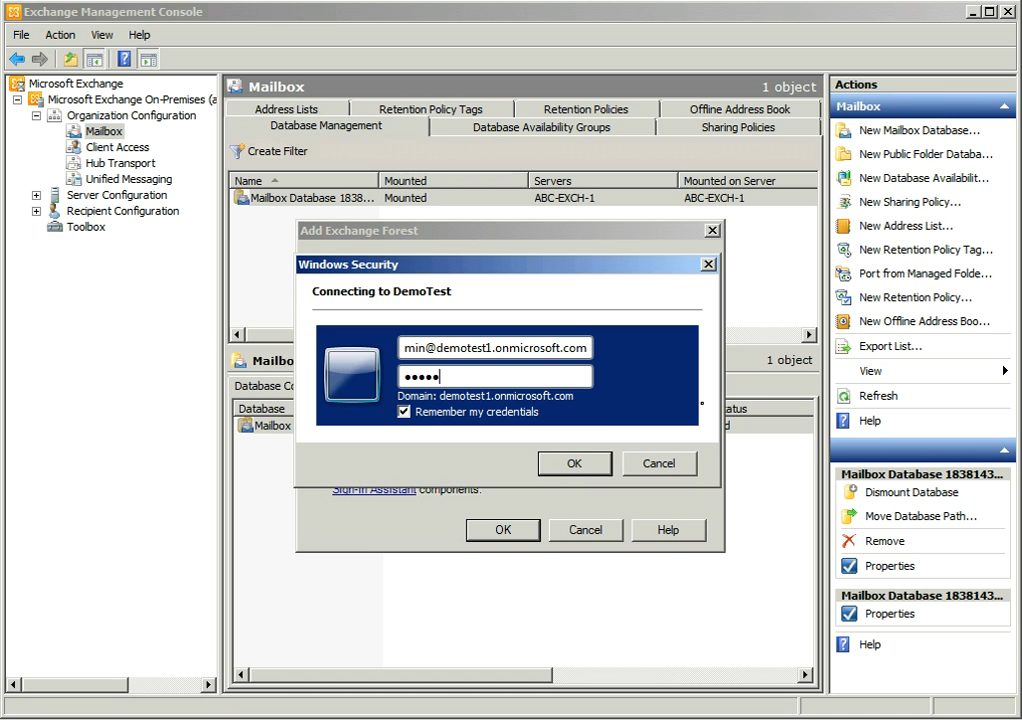 Exchange Management Console
File Action View Help
Microsoft Exchange
Microsoft Exchange On-Premises (a
Organization Configuration
Mailbox
Client Access
Hub Transport
Unified Messaging
Server Configuration
Recipient Configuration
Toolbox
Mailbox 1 object
Address Lists Retention Policy Tags Retention Policies Offline Address Book
Database Management Database Availability Groups Sharing Policies
Create Filter
Name Mounted Servers Mounted on Server
Mailbox Database 1838... Mounted ABC-EXCH-1 ABC-EXCH-1
Add Exchange Forest
Windows Security
Connecting to DemoTest
min@demotest1.onmicrosoft.com
●●●●●
Domain: demotest1.onmicrosoft.com
Remember my credentials
OK Cancel
Sign-In Assistant components.
OK Cancel Help
Mailbo 1 object
Database Co
Database atus
Mailbox d
Actions
Mailbox
New Mailbox Database...
New Public Folder Databa...
New Database Availabilit...
New Sharing Policy...
New Address List...
New Retention Policy Tag...
Port from Managed Folde...
New Retention Policy...
New Offline Address Boo...
Export List...
View
Refresh
Help
Mailbox Database 1838143...
Dismount Database
Move Database Path...
Remove
Properties
Mailbox Database 1838143...
Properties
Help